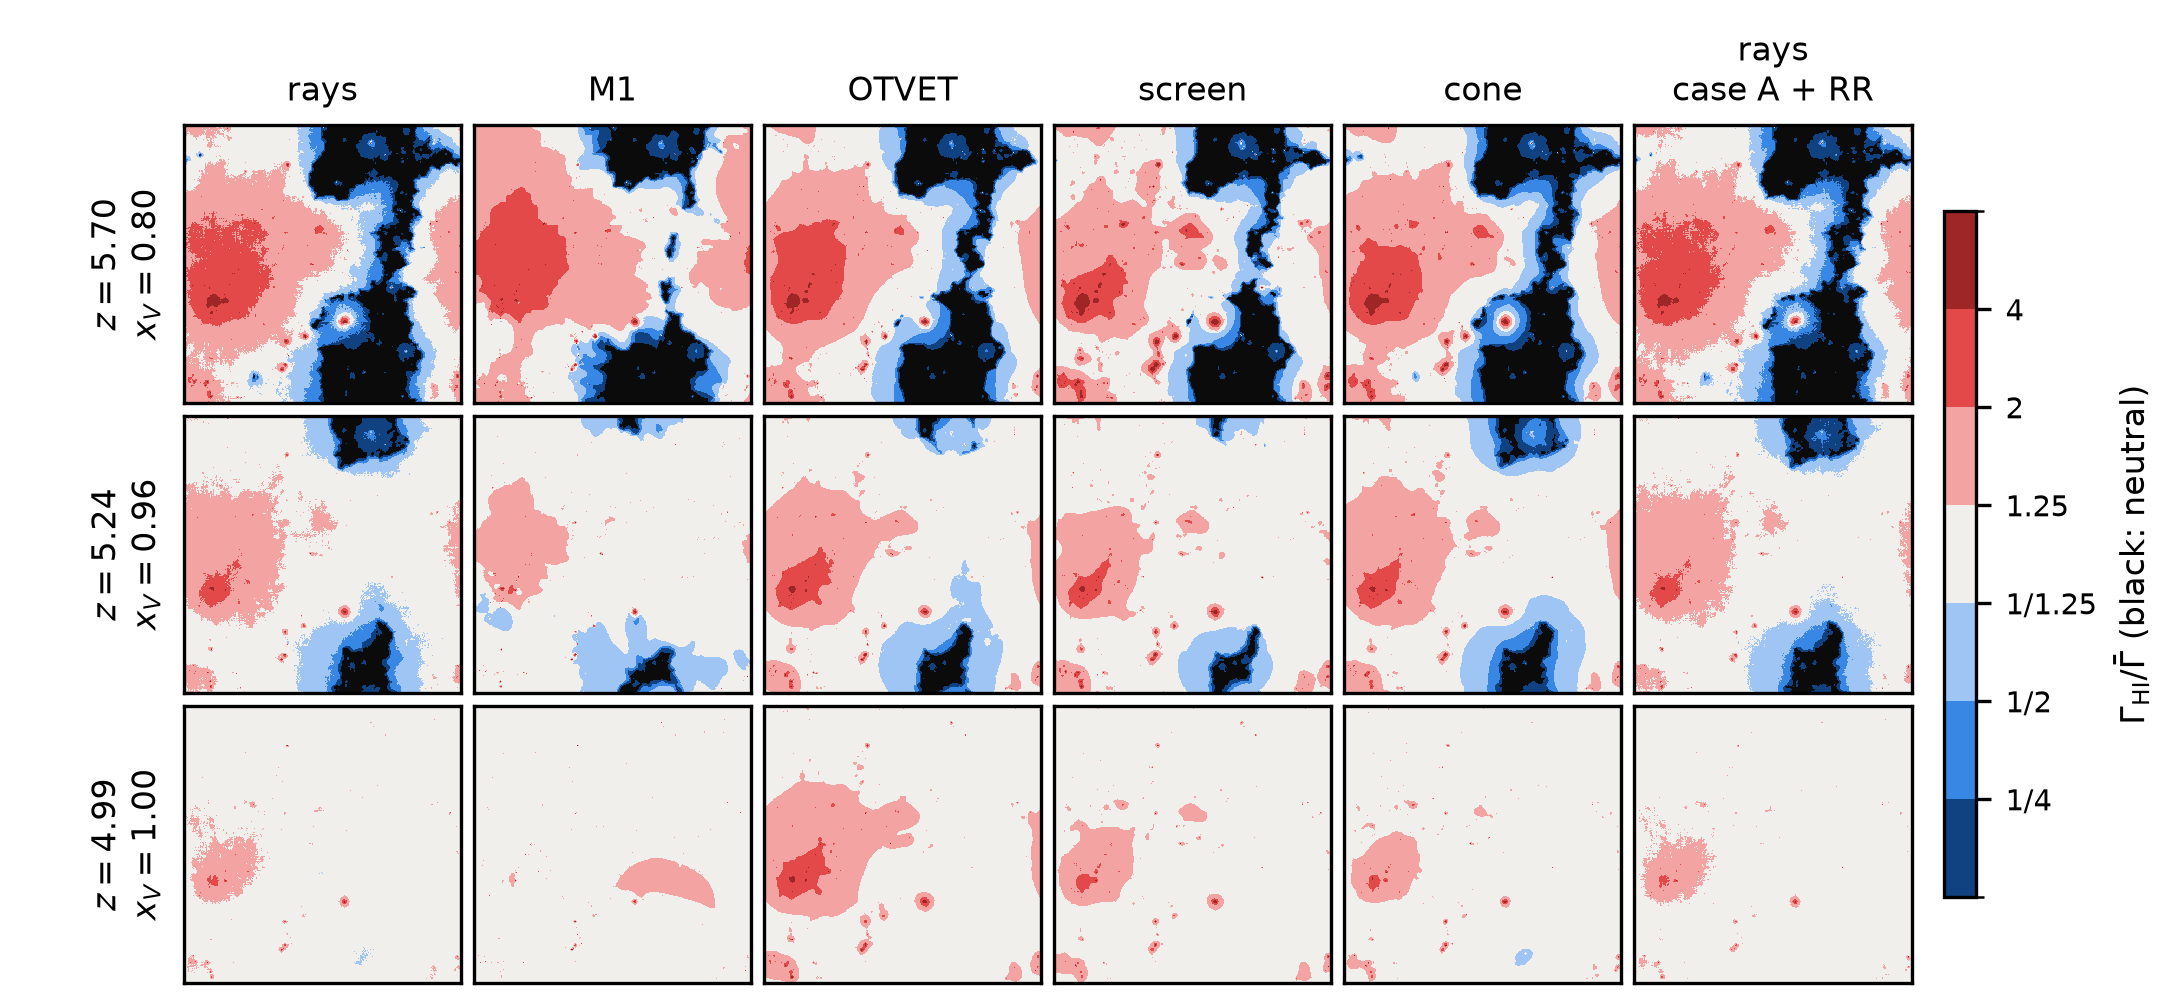 rays
M1
OTVET
screen
cone
rays
case A + RR
z = 5.70
x_V = 0.80
z = 5.24
x_V = 0.96
z = 4.99
x_V = 1.00
4
2
1.25
1/1.25
1/2
1/4
Γ_HI/Γ̄ (black: neutral)